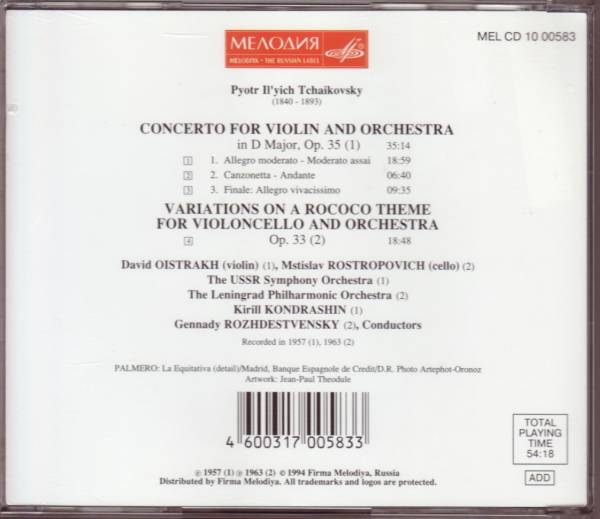 МЕЛОДИЯ
MELODIYA • THE RUSSIAN LABEL
MEL CD 10 00583
Pyotr Il'yich Tchaikovsky
(1840 - 1893)
CONCERTO FOR VIOLIN AND ORCHESTRA
in D Major, Op. 35 (1) 35:14
1 1. Allegro moderato - Moderato assai 18:59
2 2. Canzonetta - Andante 06:40
3 3. Finale: Allegro vivacissimo 09:35
VARIATIONS ON A ROCOCO THEME
FOR VIOLONCELLO AND ORCHESTRA
4 Op. 33 (2) 18:48
David OISTRAKH (violin) (1), Mstislav ROSTROPOVICH (cello) (2)
The USSR Symphony Orchestra (1)
The Leningrad Philharmonic Orchestra (2)
Kirill KONDRASHIN (1)
Gennady ROZHDESTVENSKY (2), Conductors
Recorded in 1957 (1), 1963 (2)
PALMERO: La Equitativa (detail)/Madrid, Banque Espagnole de Credit/D.R. Photo Artephot-Oronoz
Artwork: Jean-Paul Theodule
4 600317 005833
TOTAL
PLAYING
TIME
54:18
ADD
℗ 1957 (1) ℗ 1963 (2) © 1994 Firma Melodiya, Russia
Distributed by Firma Melodiya. All trademarks and logos are protected.